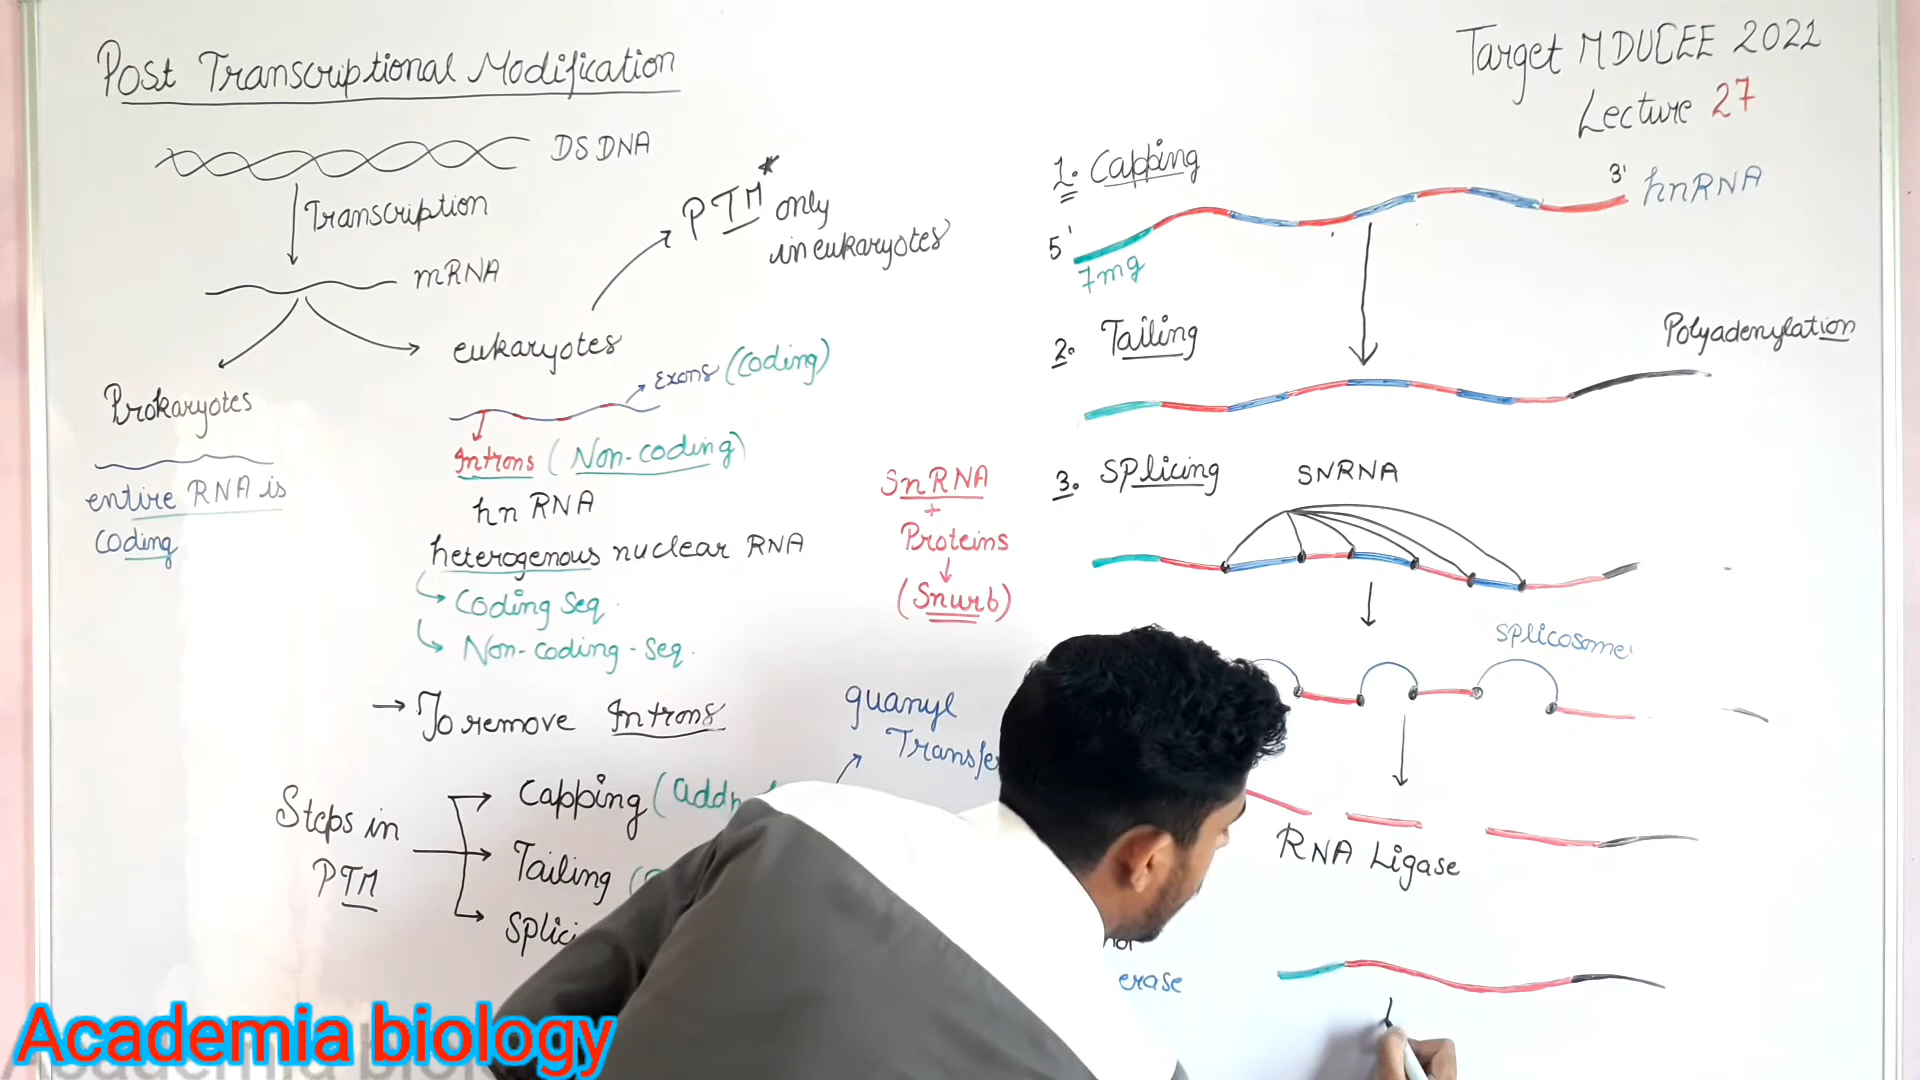 Post Transcriptional Modification
DS DNA
Transcription
mRNA
PTM* only
in eukaryotes
Prokaryotes
eukaryotes
Exons (Coding)
entire RNA is
coding
Introns (Non-coding)
hn RNA
heterogenous nuclear RNA
Coding Seq.
Non-coding-Seq.
→ To remove Introns
Steps in
PTM
Capping (addn
Tailing (
Splici
SnRNA
+
Proteins
(Snurb)
guanyl
Transfe
Target MDUCEE 2022
Lecture 27
1. Capping
5'
3'
hnRNA
7mg
2. Tailing
Polyadenylation
3. Splicing
SNRNA
Splicosome
RNA Ligase
erase
Academia biology